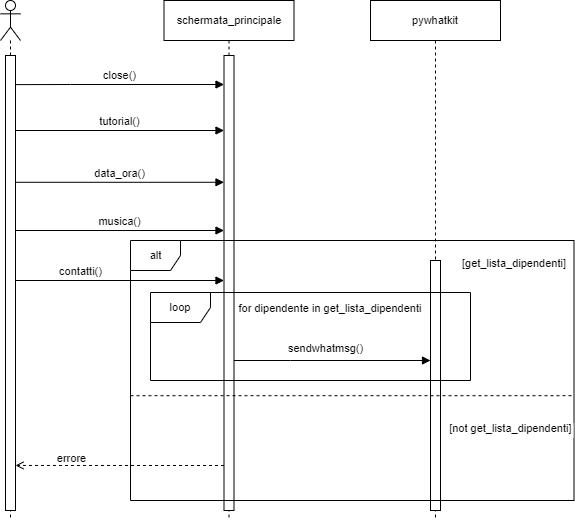 schermata_principale
pywhatkit
close()
tutorial()
data_ora()
musica()
alt
[get_lista_dipendenti]
contatti()
loop
for dipendente in get_lista_dipendenti
sendwhatmsg()
[not get_lista_dipendenti]
errore